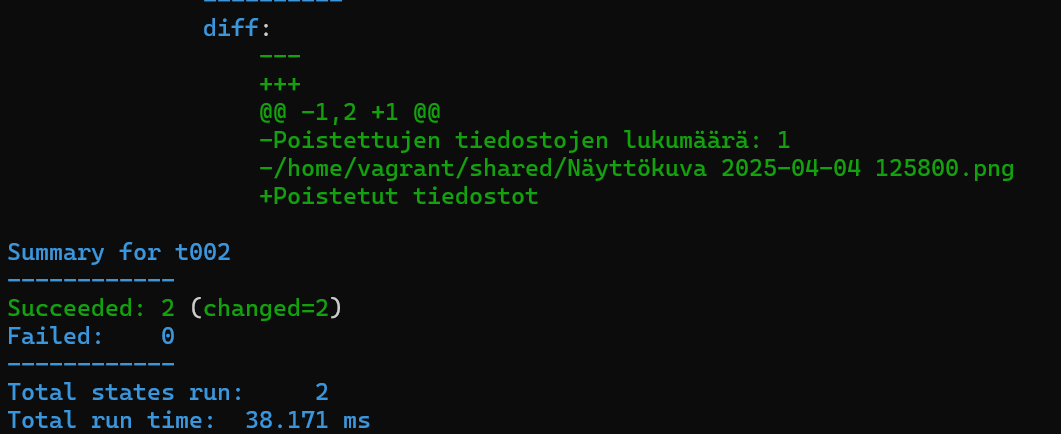 ----------
diff:
---
+++
@@ -1,2 +1 @@
-Poistettujen tiedostojen lukumäärä: 1
-/home/vagrant/shared/Näyttökuva 2025-04-04 125800.png
+Poistetut tiedostot
Summary for t002
------------
Succeeded: 2 (changed=2)
Failed:    0
------------
Total states run:     2
Total run time:  38.171 ms